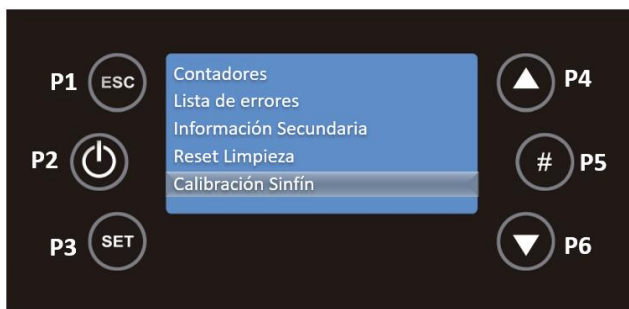 P1 ESC
P2
P3 SET
Contadores
Lista de errores
Información Secundaria
Reset Limpieza
Calibración Sinfín
P4
# P5
P6